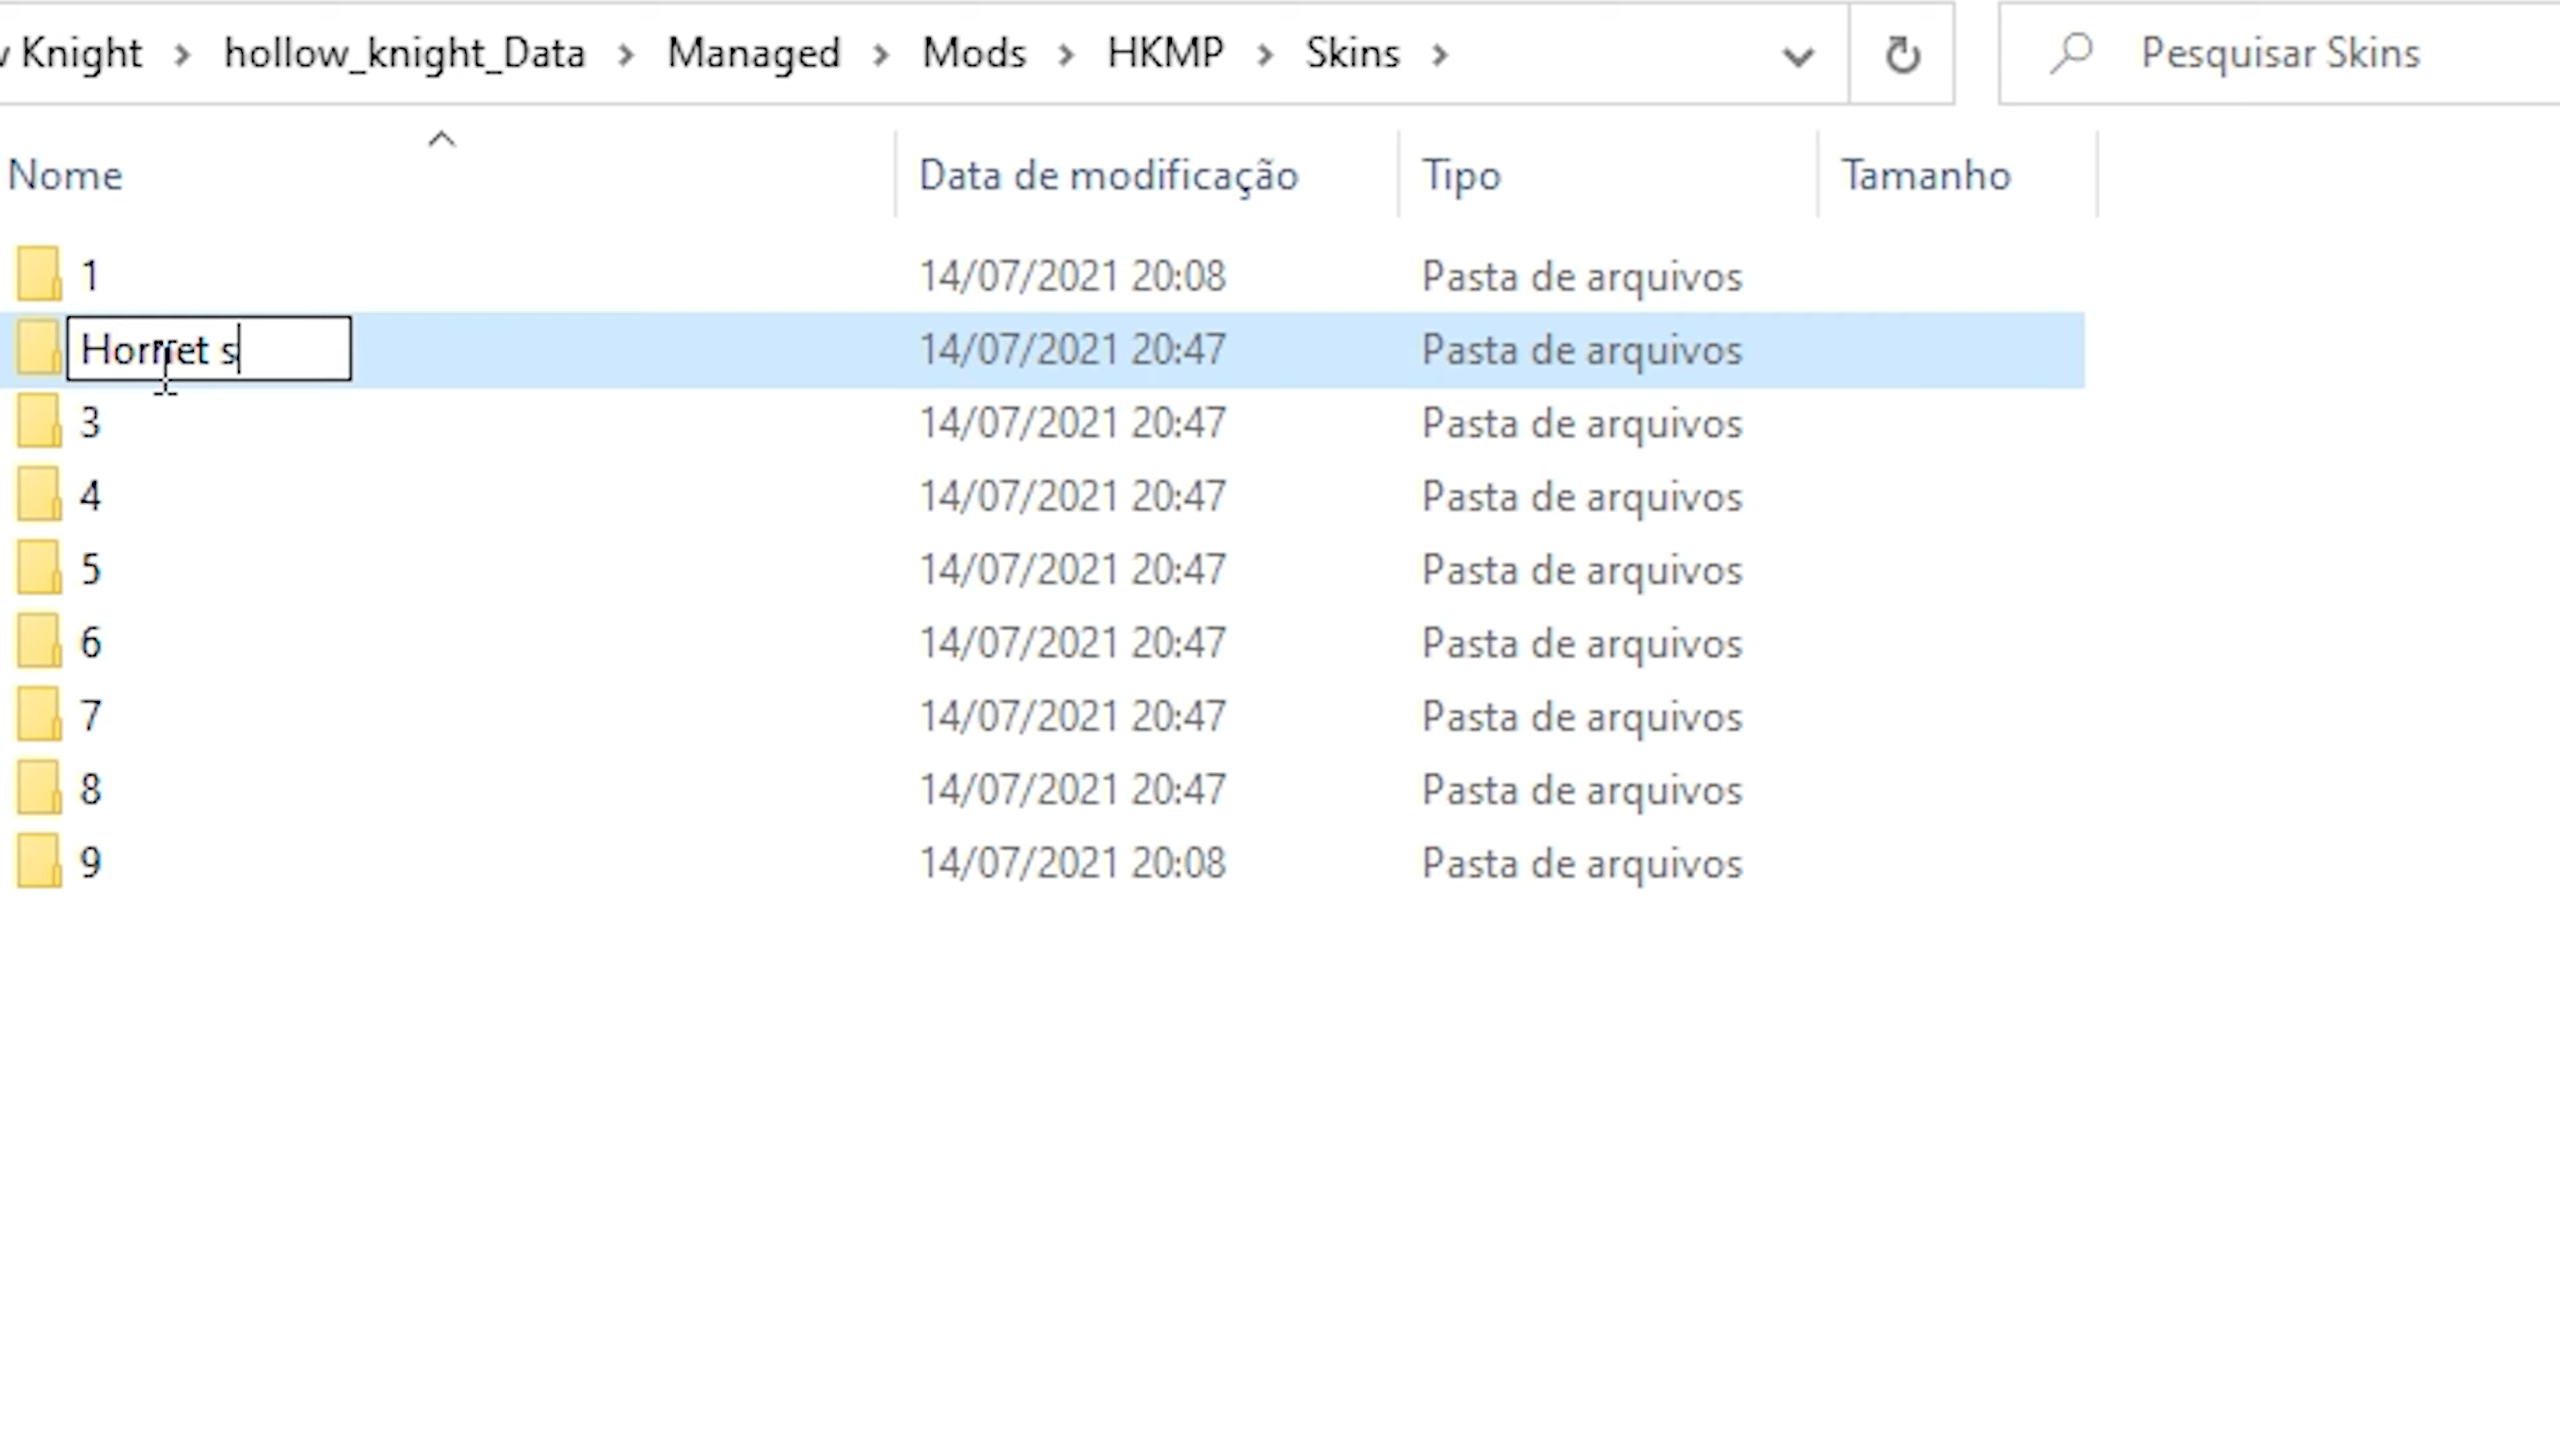 Knight > hollow_knight_Data > Managed > Mods > HKMP > Skins >
Pesquisar Skins
Nome Data de modificação Tipo Tamanho
1 14/07/2021 20:08 Pasta de arquivos
Hornet s 14/07/2021 20:47 Pasta de arquivos
3 14/07/2021 20:47 Pasta de arquivos
4 14/07/2021 20:47 Pasta de arquivos
5 14/07/2021 20:47 Pasta de arquivos
6 14/07/2021 20:47 Pasta de arquivos
7 14/07/2021 20:47 Pasta de arquivos
8 14/07/2021 20:47 Pasta de arquivos
9 14/07/2021 20:08 Pasta de arquivos